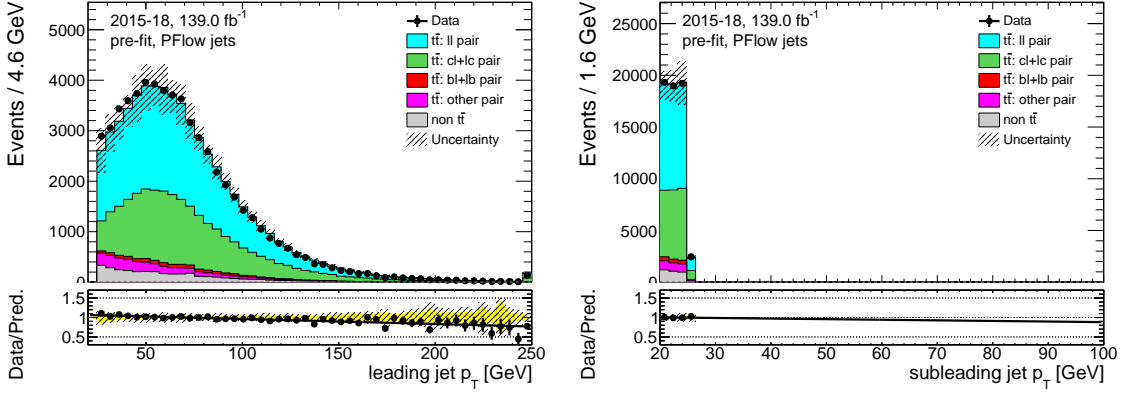 Events / 4.6 GeV
5000
4000
3000
2000
1000
0
2015-18, 139.0 fb⁻¹
pre-fit, PFlow jets
Data
tt̄: ll pair
tt̄: cl+lc pair
tt̄: bl+lb pair
tt̄: other pair
non tt̄
Uncertainty
Data/Pred.
1.5
1
0.5
50 100 150 200 250
leading jet p_T [GeV]
Events / 1.6 GeV
25000
20000
15000
10000
5000
0
2015-18, 139.0 fb⁻¹
pre-fit, PFlow jets
Data
tt̄: ll pair
tt̄: cl+lc pair
tt̄: bl+lb pair
tt̄: other pair
non tt̄
Uncertainty
Data/Pred.
1.5
1
0.5
20 30 40 50 60 70 80 90 100
subleading jet p_T [GeV]